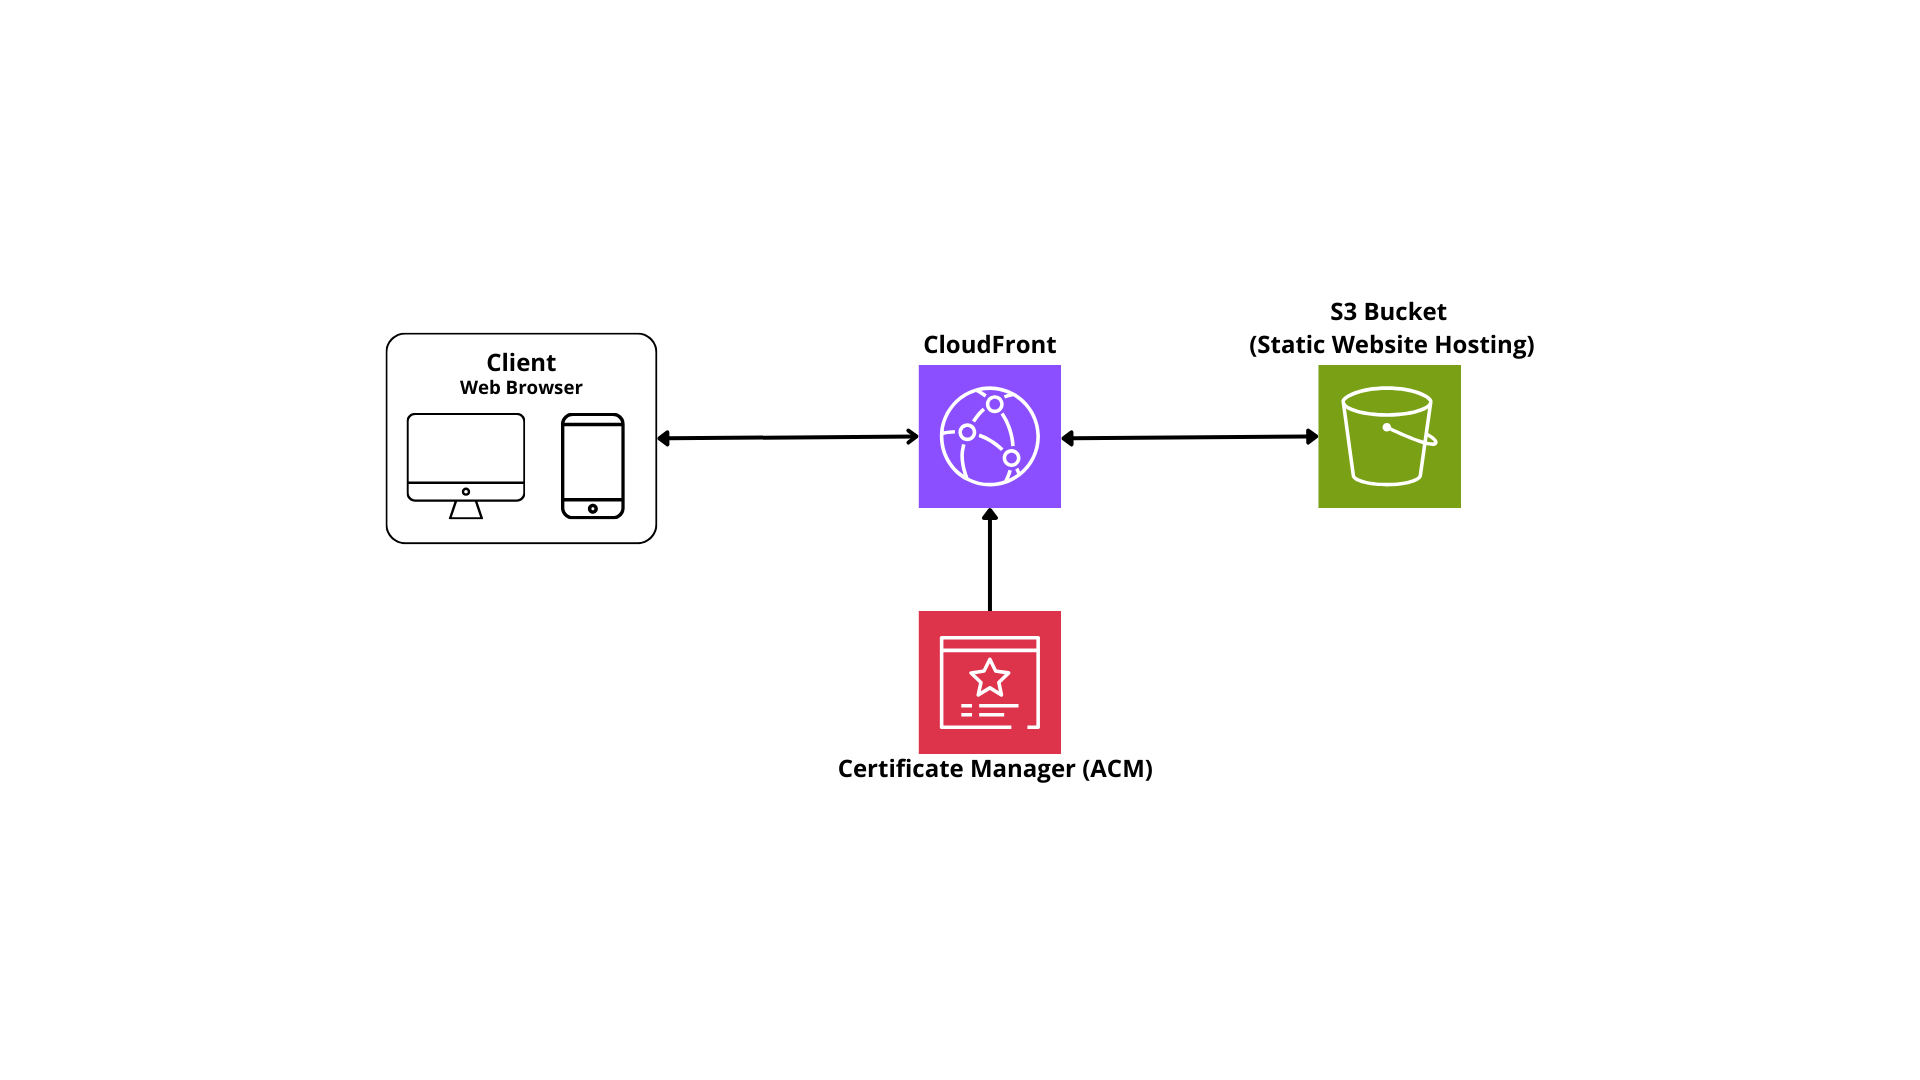 Client
Web Browser
CloudFront
S3 Bucket
(Static Website Hosting)
Certificate Manager (ACM)